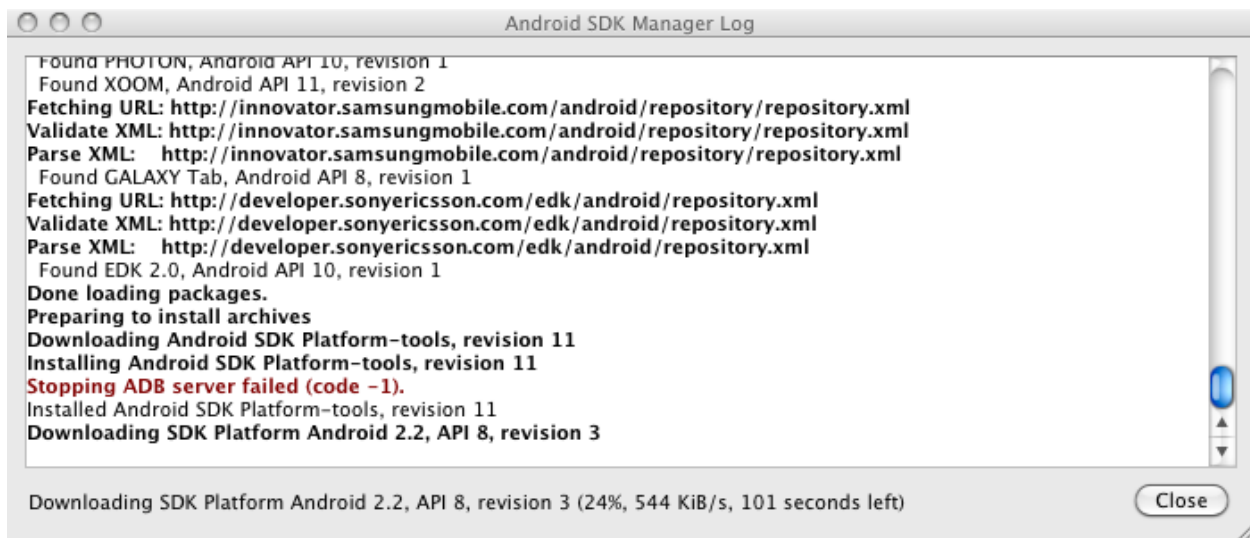 Android SDK Manager Log
Found PHOTON, Android API 10, revision 1
Found XOOM, Android API 11, revision 2
Fetching URL: http://innovator.samsungmobile.com/android/repository/repository.xml
Validate XML: http://innovator.samsungmobile.com/android/repository/repository.xml
Parse XML: http://innovator.samsungmobile.com/android/repository/repository.xml
Found GALAXY Tab, Android API 8, revision 1
Fetching URL: http://developer.sonyericsson.com/edk/android/repository.xml
Validate XML: http://developer.sonyericsson.com/edk/android/repository.xml
Parse XML: http://developer.sonyericsson.com/edk/android/repository.xml
Found EDK 2.0, Android API 10, revision 1
Done loading packages.
Preparing to install archives
Downloading Android SDK Platform-tools, revision 11
Installing Android SDK Platform-tools, revision 11
Stopping ADB server failed (code -1).
Installed Android SDK Platform-tools, revision 11
Downloading SDK Platform Android 2.2, API 8, revision 3
Downloading SDK Platform Android 2.2, API 8, revision 3 (24%, 544 KiB/s, 101 seconds left)
Close